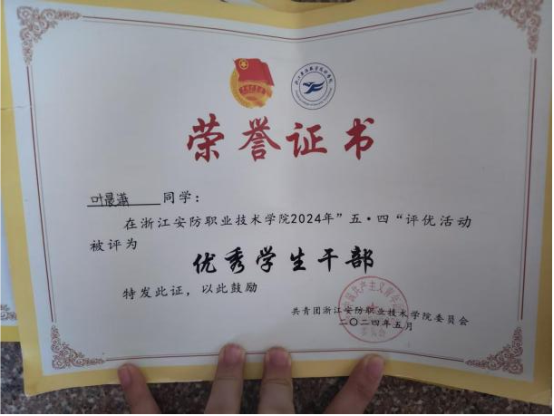 荣誉证书
叶晨潇 同学：
在浙江安防职业技术学院2024年”五·四“评优活动
被评为
优秀学生干部
特发此证，以此鼓励
共青团浙江安防职业技术学院委员会
二〇二四年五月